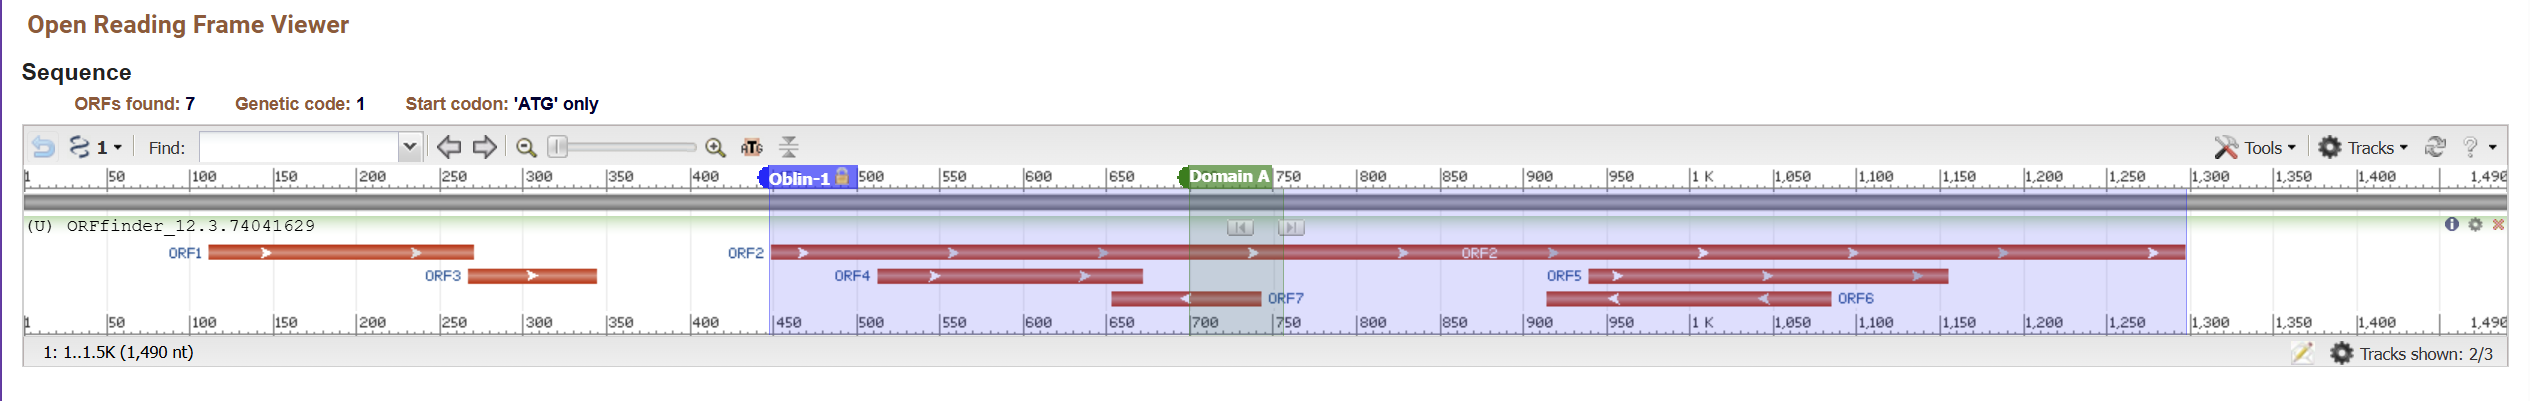 Open Reading Frame Viewer
Sequence
ORFs found: 7 Genetic code: 1 Start codon: 'ATG' only
1 Find: ATG Tools Tracks ?
1 50 100 150 200 250 300 350 400 Oblin-1 500 550 600 650 Domain A 750 800 850 900 950 1 K 1,050 1,100 1,150 1,200 1,250 1,300 1,350 1,400 1,490
(U) ORFfinder_12.3.74041629
ORF1 ORF2 ORF2
ORF3 ORF4 ORF5
ORF7 ORF6
1 50 100 150 200 250 300 350 400 450 500 550 600 650 700 750 800 850 900 950 1 K 1,050 1,100 1,150 1,200 1,250 1,300 1,350 1,400 1,490
1: 1..1.5K (1,490 nt) Tracks shown: 2/3